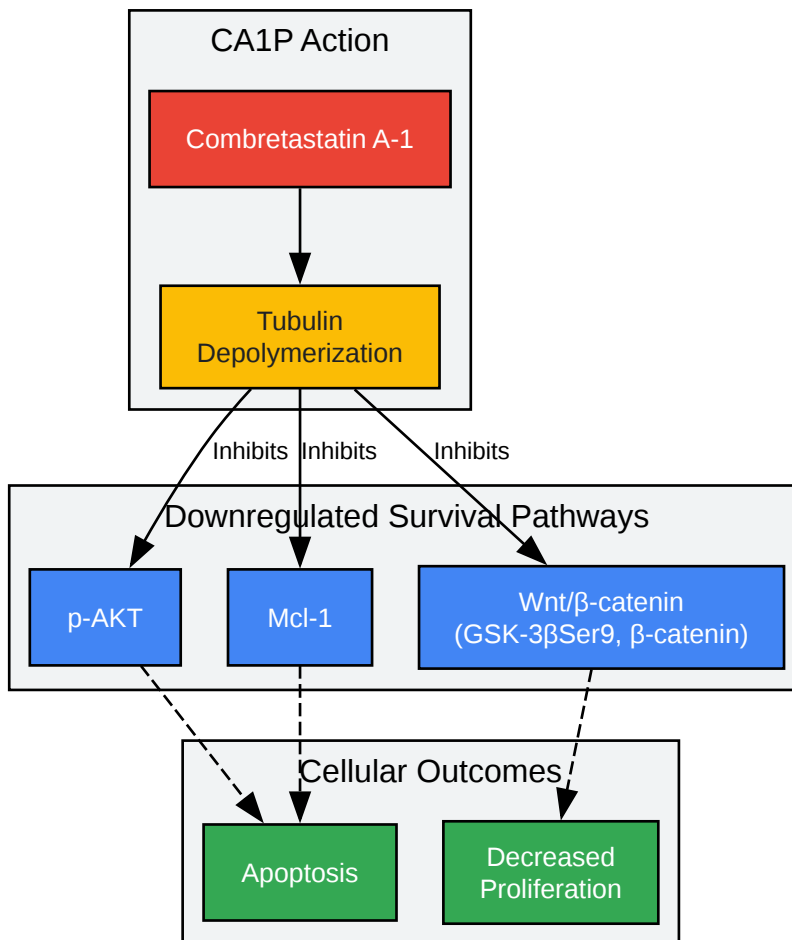 CA1P Action
Combretastatin A-1
Tubulin
Depolymerization
Inhibits
Inhibits
Inhibits
Downregulated Survival Pathways
p-AKT
Mcl-1
Wnt/β-catenin
(GSK-3βSer9, β-catenin)
Cellular Outcomes
Apoptosis
Decreased
Proliferation